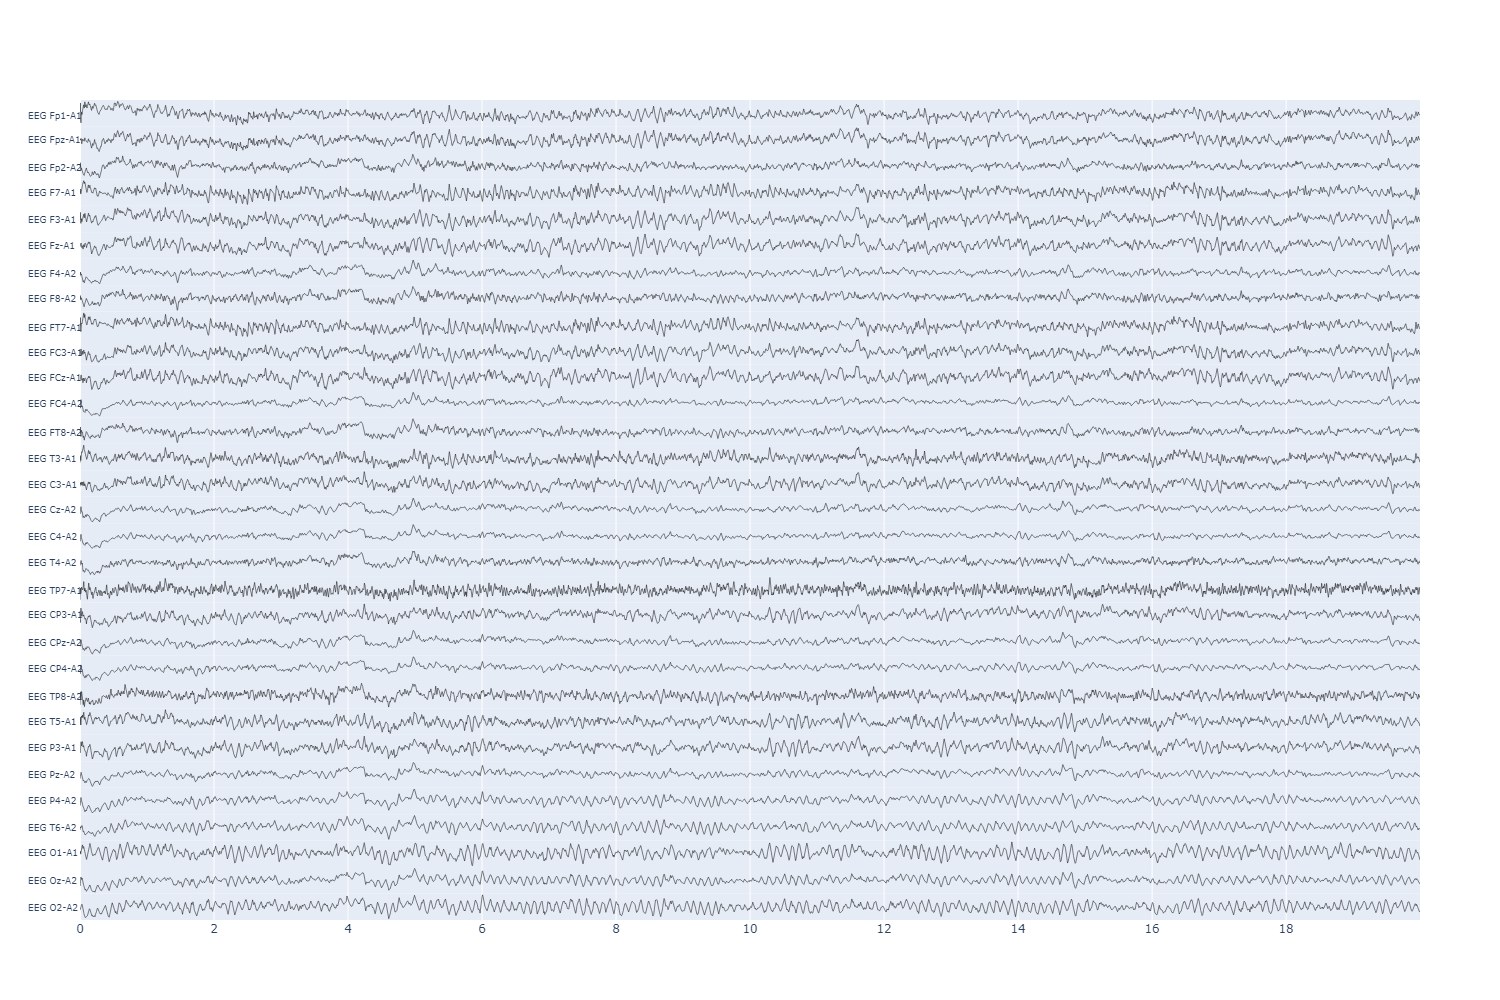 EEG Fp1-A1
EEG Fpz-A1
EEG Fp2-A2
EEG F7-A1
EEG F3-A1
EEG Fz-A1
EEG F4-A2
EEG F8-A2
EEG FT7-A1
EEG FC3-A1
EEG FCz-A1
EEG FC4-A2
EEG FT8-A2
EEG T3-A1
EEG C3-A1
EEG Cz-A2
EEG C4-A2
EEG T4-A2
EEG TP7-A1
EEG CP3-A1
EEG CPz-A2
EEG CP4-A2
EEG TP8-A2
EEG T5-A1
EEG P3-A1
EEG Pz-A2
EEG P4-A2
EEG T6-A2
EEG O1-A1
EEG Oz-A2
EEG O2-A2
0 2 4 6 8 10 12 14 16 18